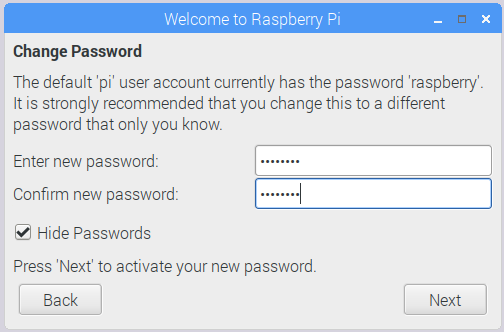 Welcome to Raspberry Pi
Change Password
The default 'pi' user account currently has the password 'raspberry'.
It is strongly recommended that you change this to a different
password that only you know.
Enter new password: ••••••••
Confirm new password: ••••••••
Hide Passwords
Press 'Next' to activate your new password.
Back Next